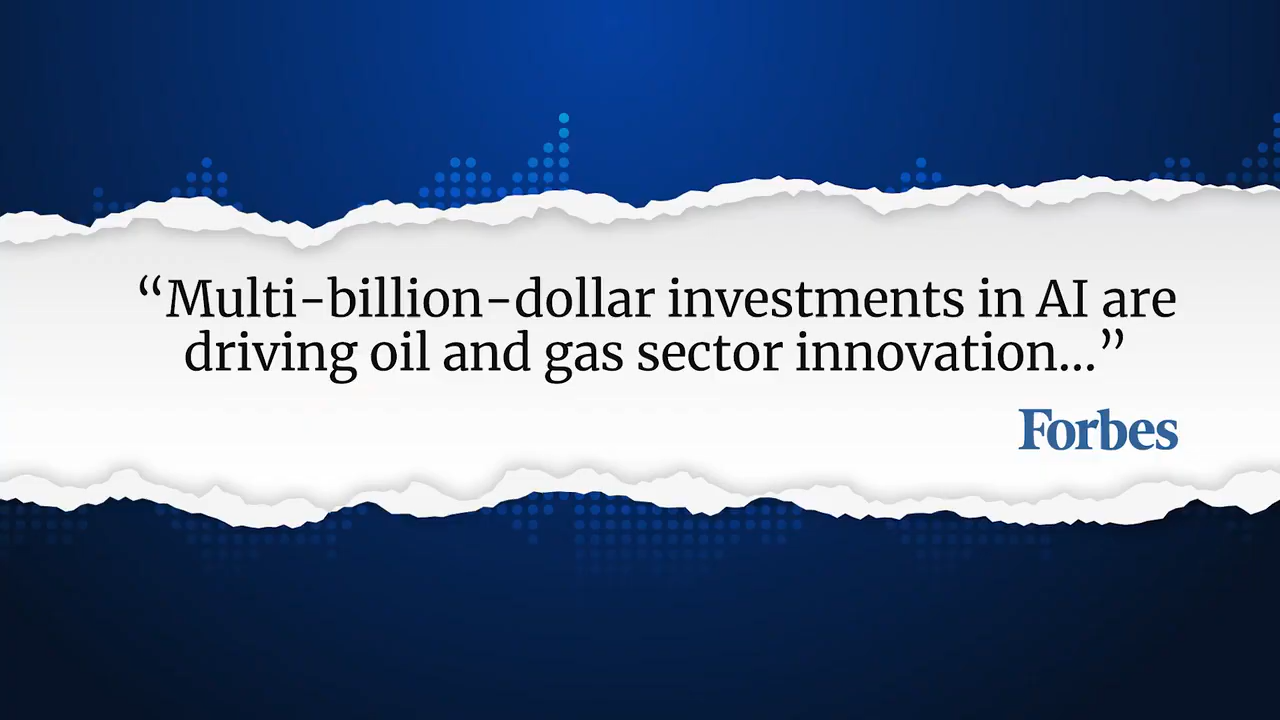 “Multi-billion-dollar investments in AI are
driving oil and gas sector innovation...”
Forbes